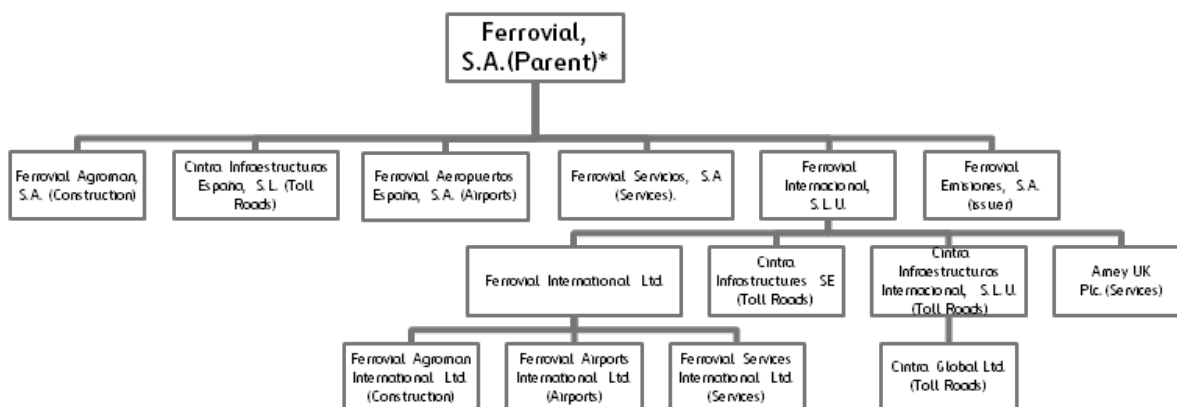 Ferrovial,
S.A.(Parent)*
Ferrovial Agroman,
S.A. (Construction)
Cintra Infraestructuras
España, S.L. (Toll
Roads)
Ferrovial Aeropuertos
España, S.A. (Airports)
Ferrovial Servicios, S.A
(Services).
Ferrovial
Internacional,
S.L.U.
Ferrovial
Emisiones, S.A.
(issuer)
Ferrovial International Ltd.
Cintra
Infrastructures SE
(Toll Roads)
Cintra
Infraestructuras
Internacional, S.L.U.
(Toll Roads)
Amey UK
Plc. (Services)
Ferrovial Agroman
International Ltd.
(Construction)
Ferrovial Airports
International Ltd.
(Airports)
Ferrovial Services
International Ltd.
(Services)
Cintra Global Ltd.
(Toll Roads)